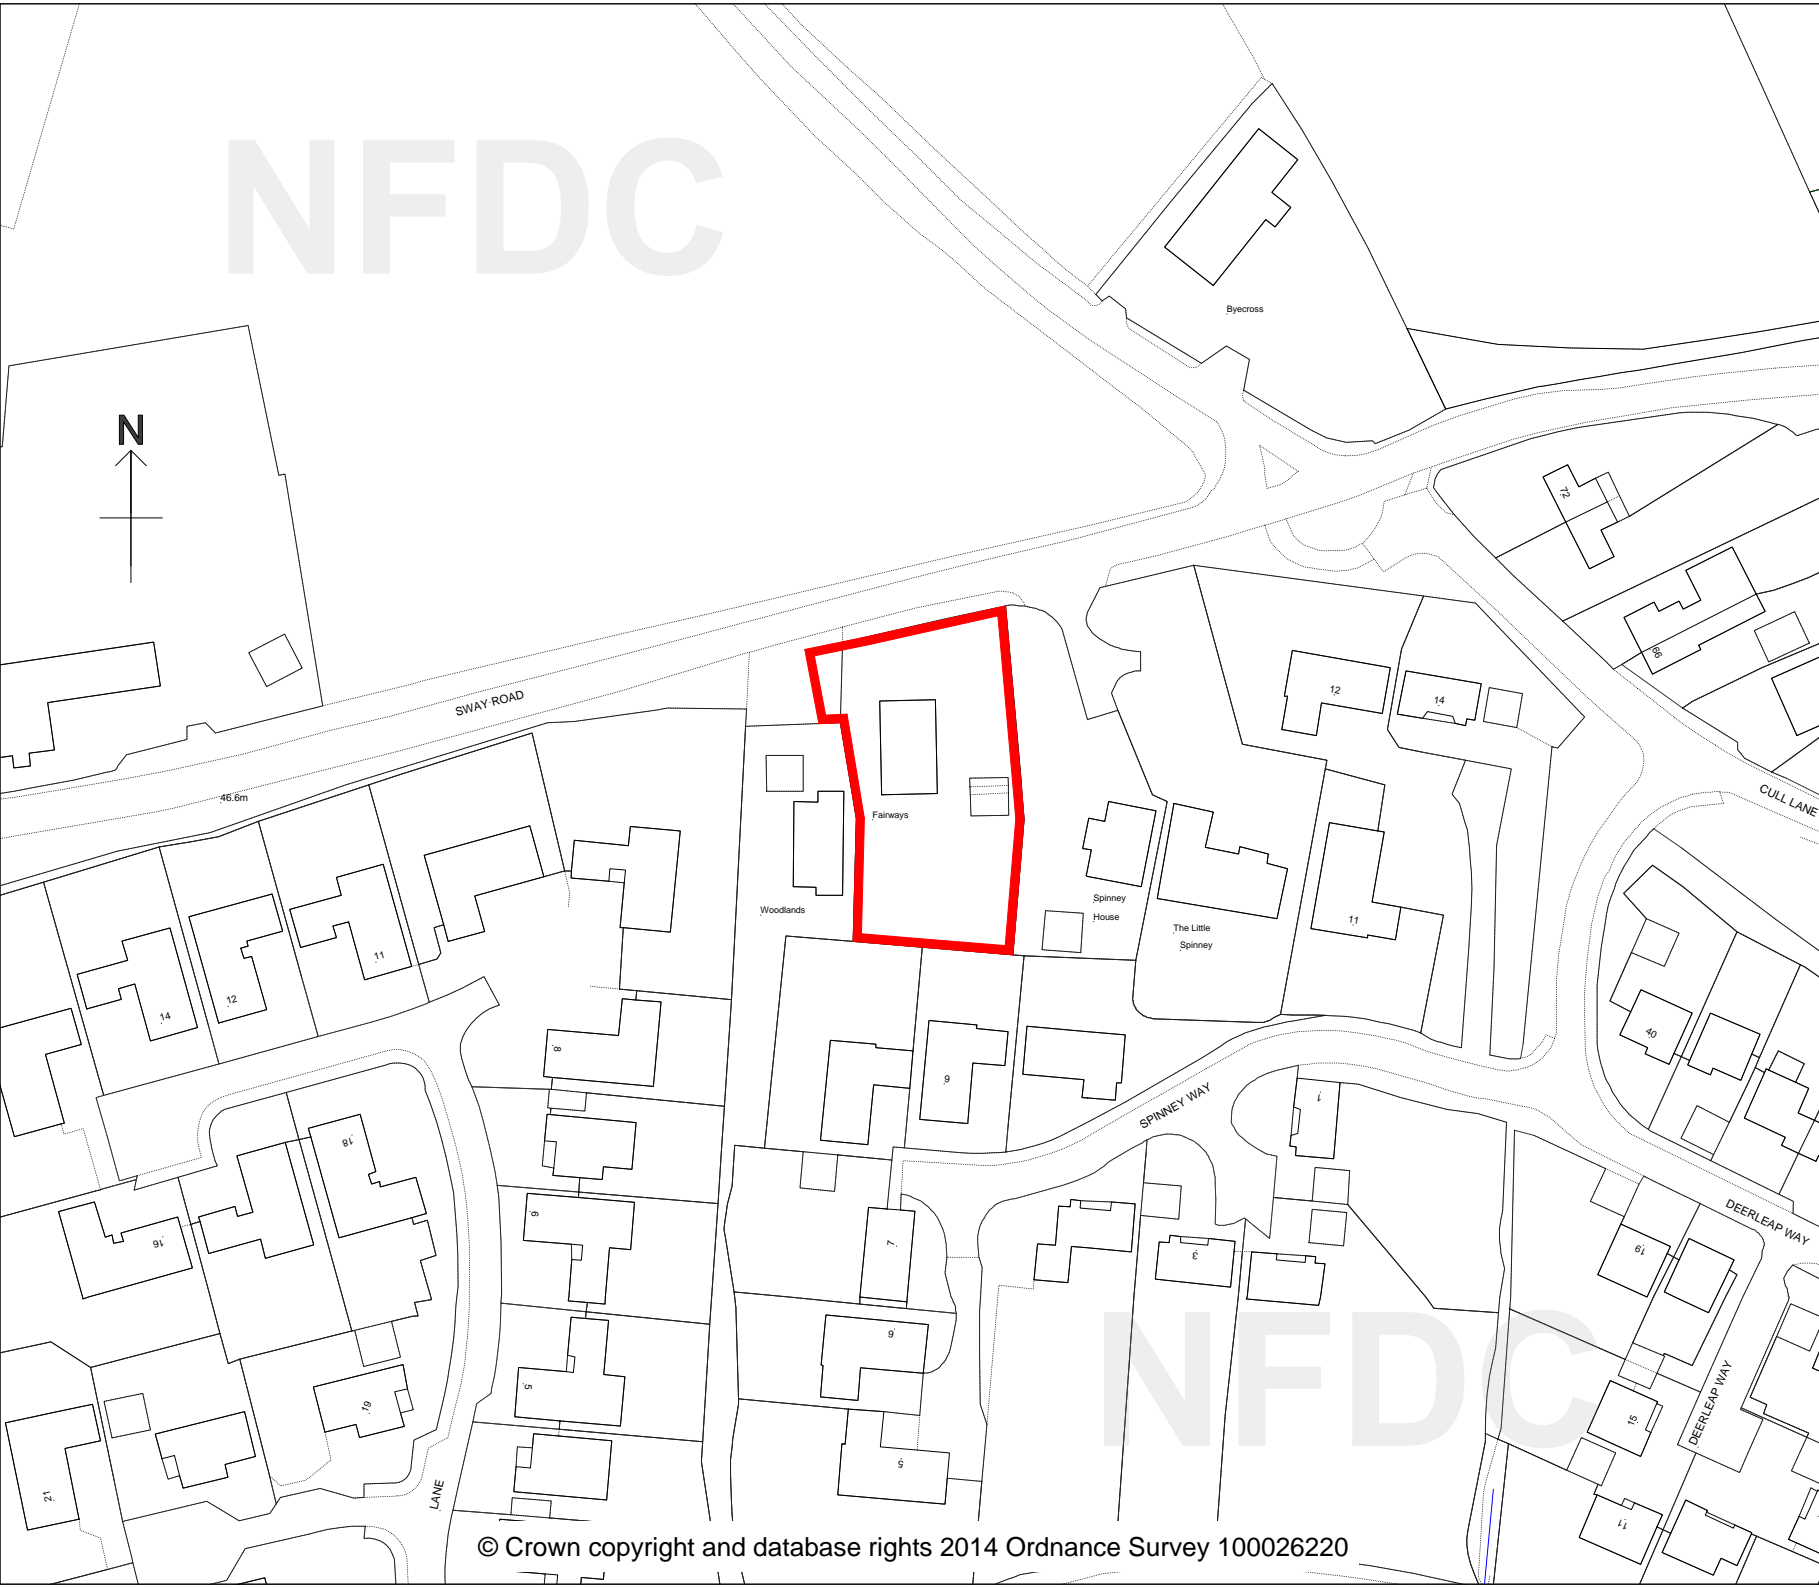 NFDC
Byecross
N
72
66
SWAY ROAD
12
14
46.6m
CULL LANE
Fairways
Woodlands
Spinney
House
The Little
Spinney
11
11
12
14
40
8
9
SPINNEY WAY
1
18
16
6
7
3
DEERLEAP WAY
19
NFDC
6
5
19
15
DEERLEAP WAY
5
21
LANE
11
© Crown copyright and database rights 2014 Ordnance Survey 100026220